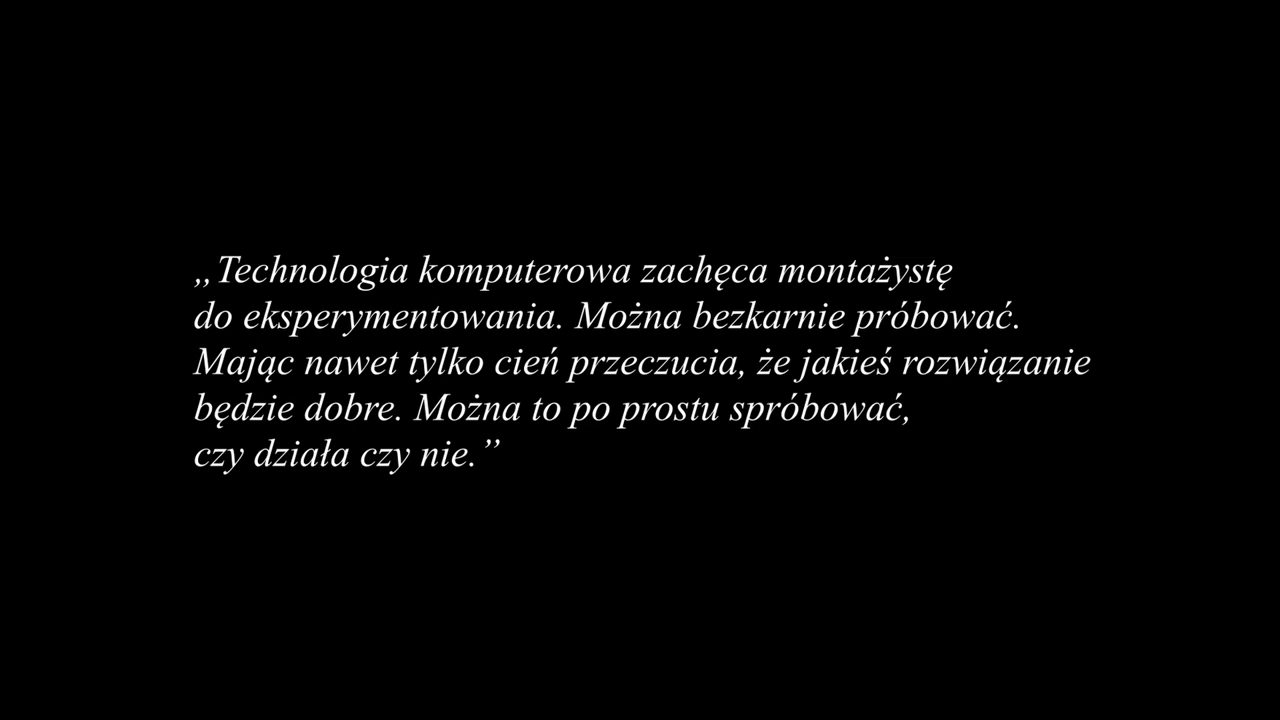 „Technologia komputerowa zachęca montażystę
do eksperymentowania. Można bezkarnie próbować.
Mając nawet tylko cień przeczucia, że jakieś rozwiązanie
będzie dobre. Można to po prostu spróbować,
czy działa czy nie.”